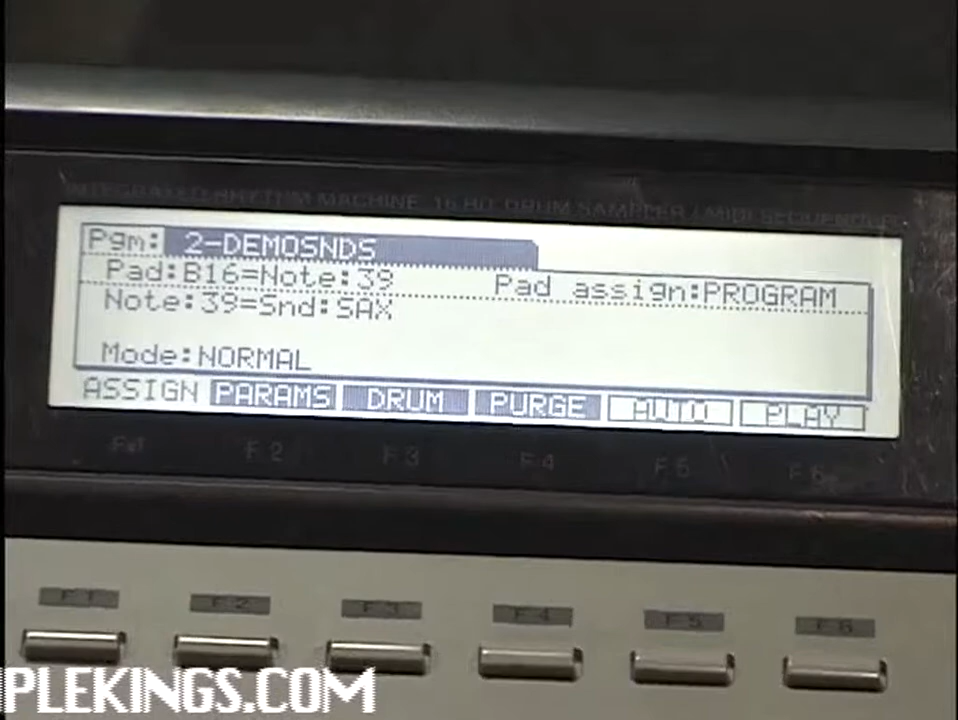 INTEGRATED RHYTHM MACHINE 16 BIT DRUM SAMPLER / MIDI SEQUENCER
Pgm: 2-DEMOSNDS
Pad:B16=Note:39 Pad assign:PROGRAM
Note:39=Snd:SAX
Mode:NORMAL
ASSIGN PARAMS DRUM PURGE AUTO PLAY
F1 F2 F3 F4 F5 F6
F1 F2 F3 F4 F5 F6
PLEKINGS.COM